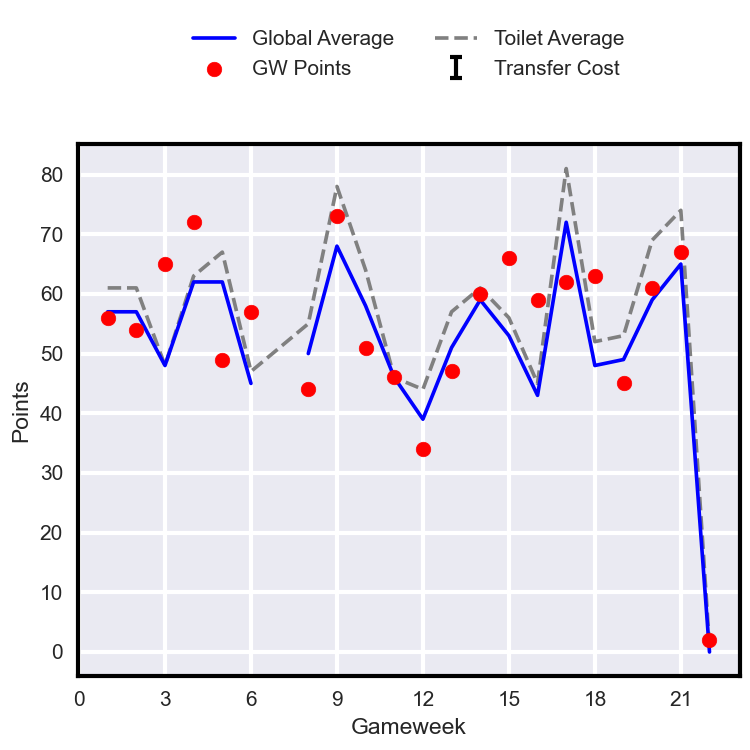 Global Average
Toilet Average
GW Points
Transfer Cost
80
70
60
50
40
30
20
10
0
Points
0 3 6 9 12 15 18 21
Gameweek